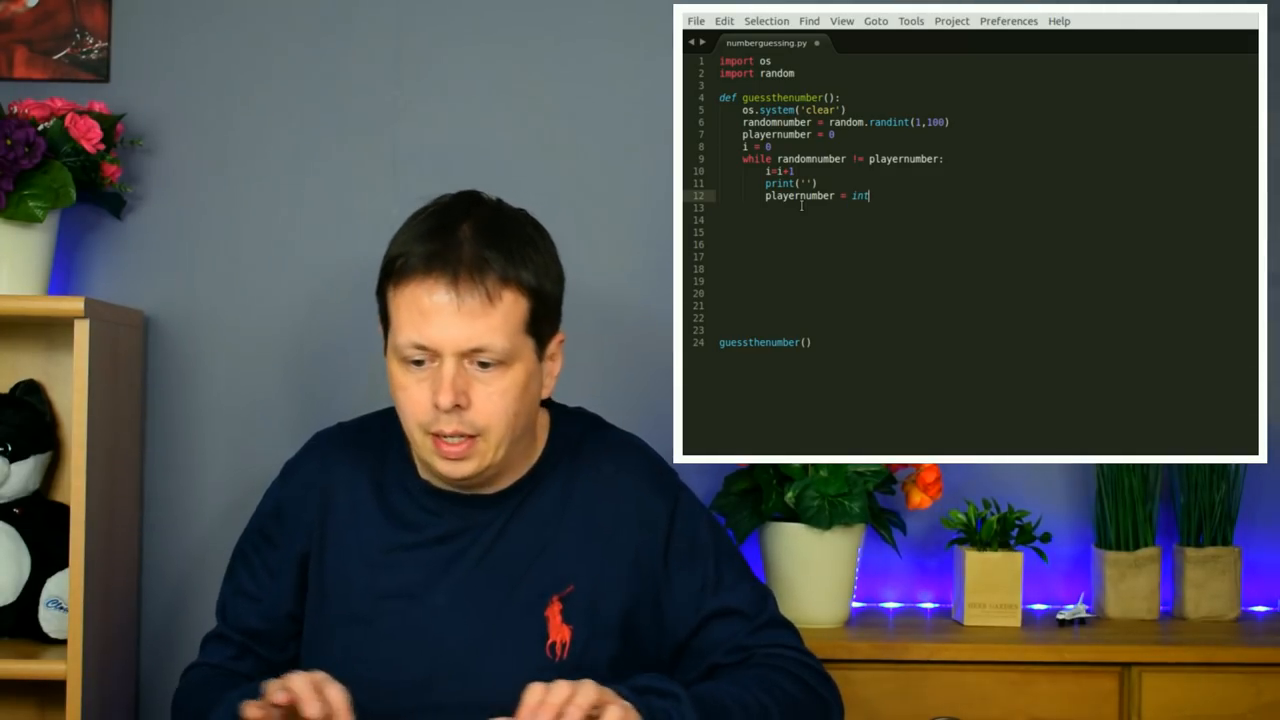 File Edit Selection Find View Goto Tools Project Preferences Help
numberguessing.py
1 import os
2 import random
3
4 def guessthenumber():
5 os.system('clear')
6 randomnumber = random.randint(1,100)
7 playernumber = 0
8 i = 0
9 while randomnumber != playernumber:
10 i=i+1
11 print('')
12 playernumber = int
13
14
15
16
17
18
19
20
21
22
23
24 guessthenumber()
HERB GARDEN